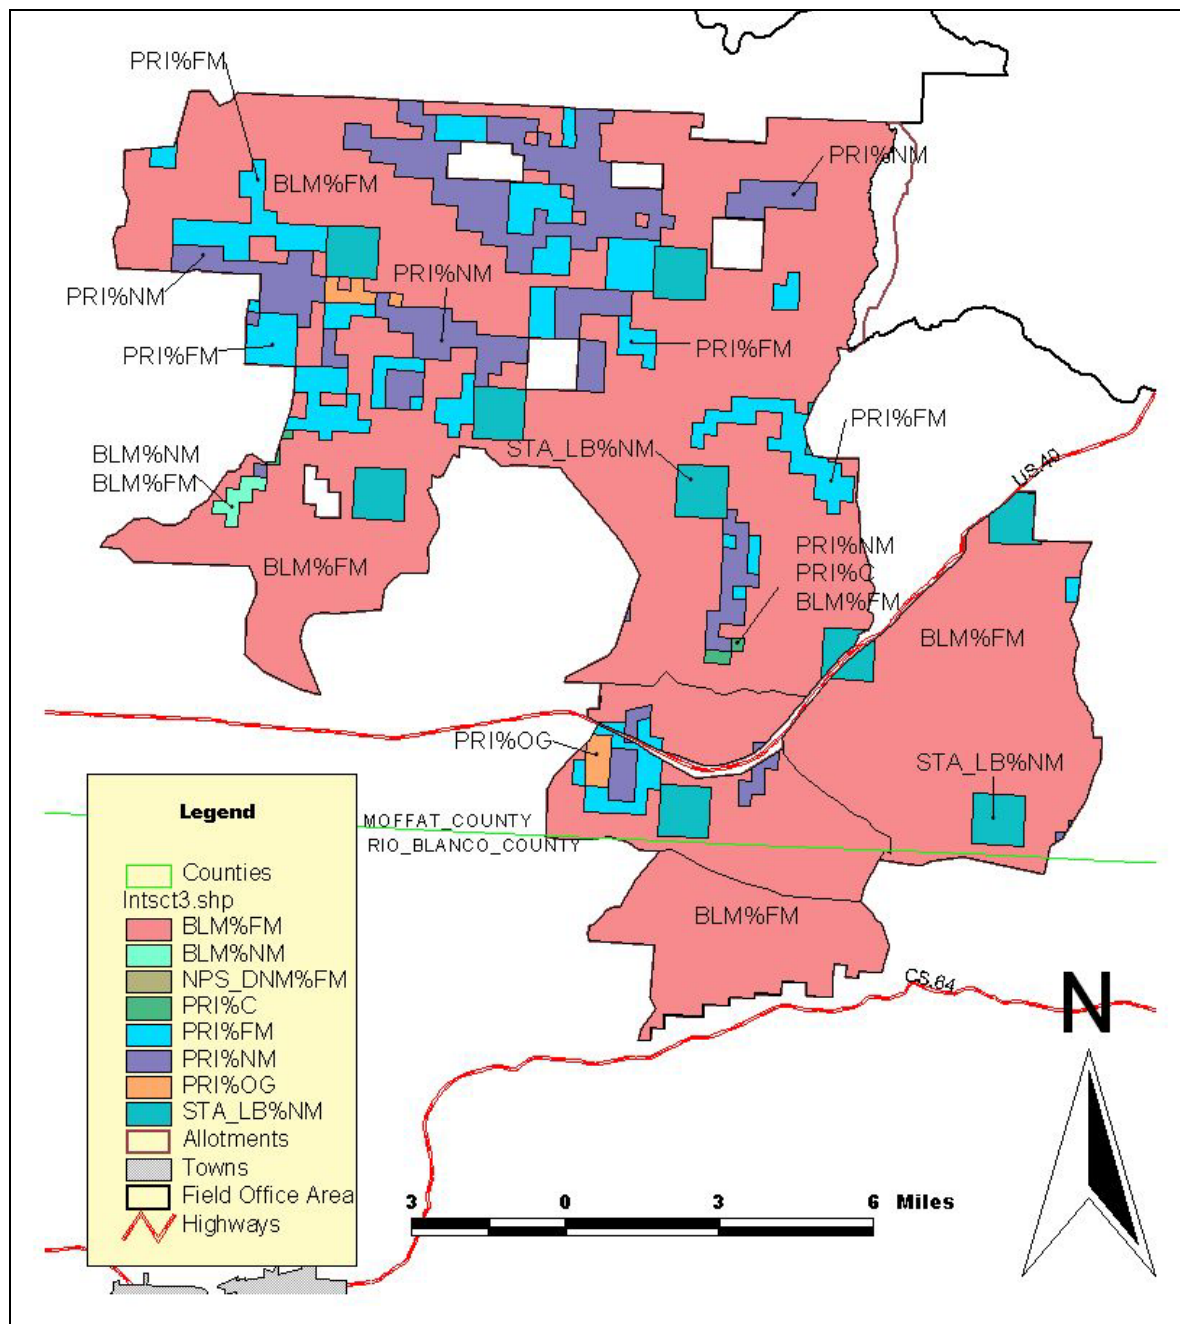 PRI%FM
PRI%NM
BLM%FM
PRI%NM
PRI%NM
PRI%FM
PRI%FM
PRI%FM
STA_LB%NM
BLM%NM
BLM%FM
US 40
PRI%NM
PRI%C
BLM%FM
BLM%FM
BLM%FM
PRI%OG
STA_LB%NM
MOFFAT_COUNTY
RIO_BLANCO_COUNTY
BLM%FM
CS 64
N
Legend
Counties
Intsct3.shp
BLM%FM
BLM%NM
NPS_DNM%FM
PRI%C
PRI%FM
PRI%NM
PRI%OG
STA_LB%NM
Allotments
Towns
Field Office Area
Highways
3 0 3 6 Miles